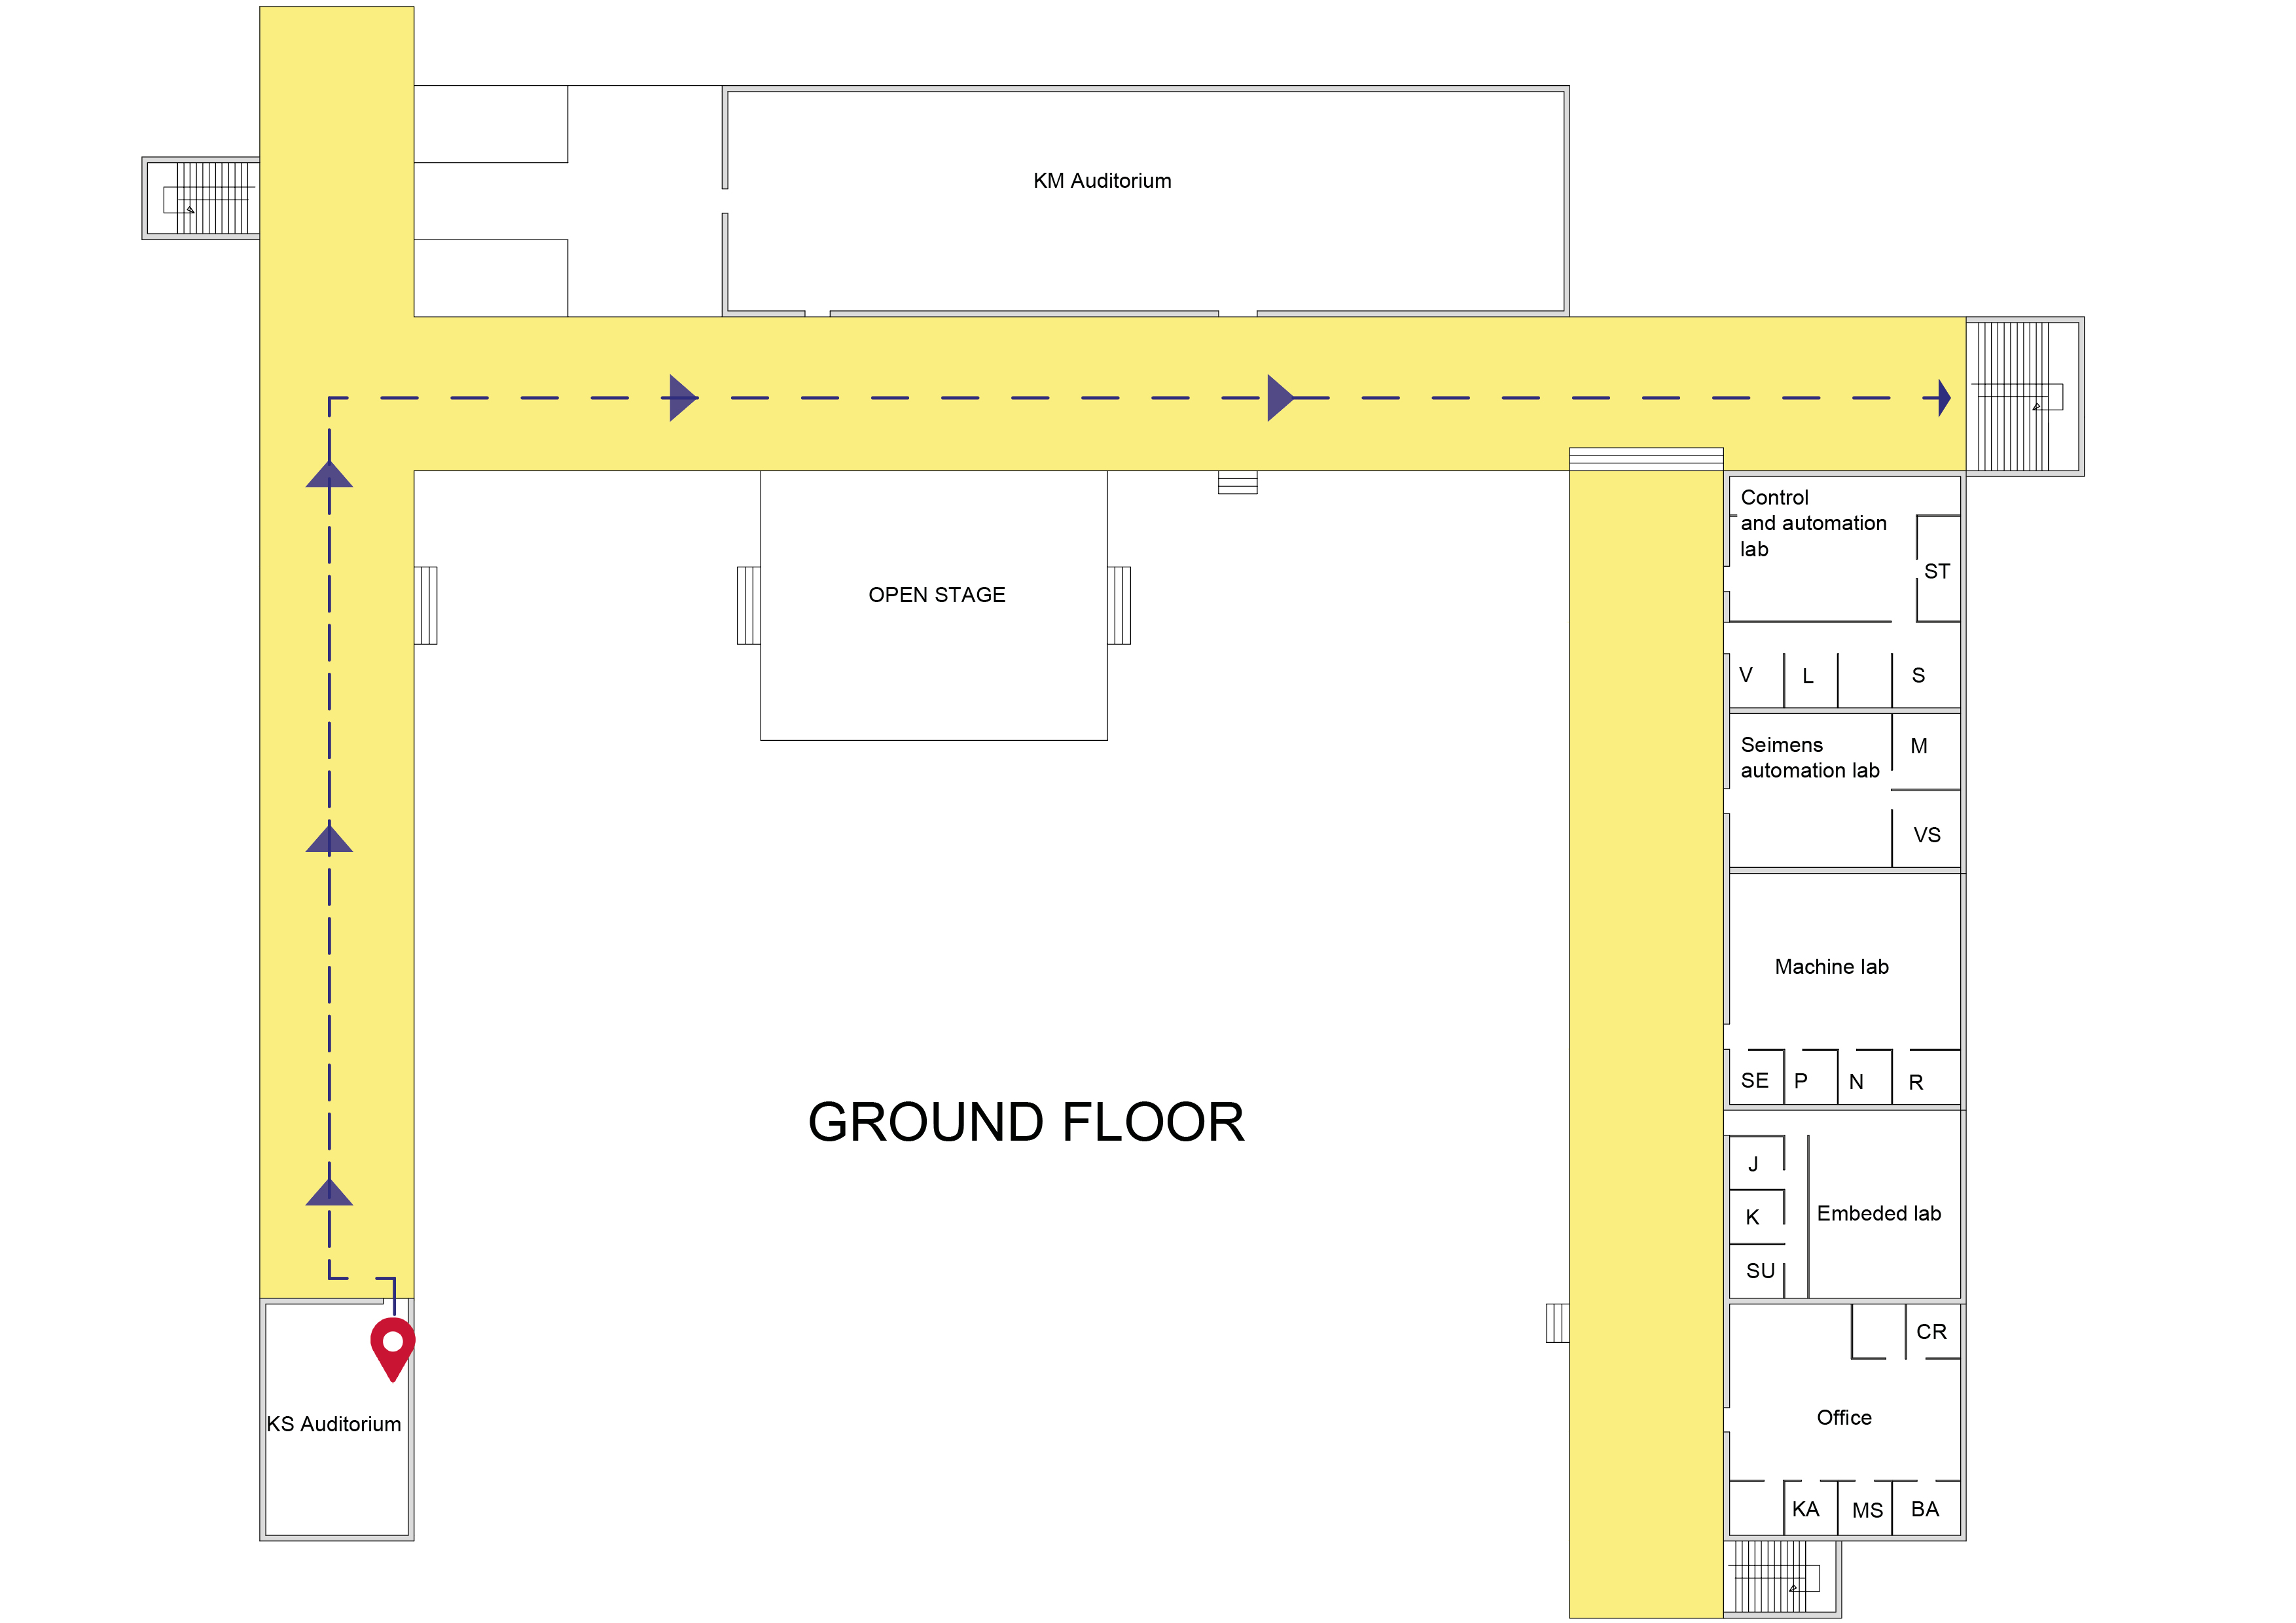 KM Auditorium
Control
and automation
lab
ST
OPEN STAGE
V
L
S
Seimens
automation lab
M
VS
Machine lab
SE
P
N
R
GROUND FLOOR
J
K
Embeded lab
SU
CR
KS Auditorium
Office
KA
MS
BA